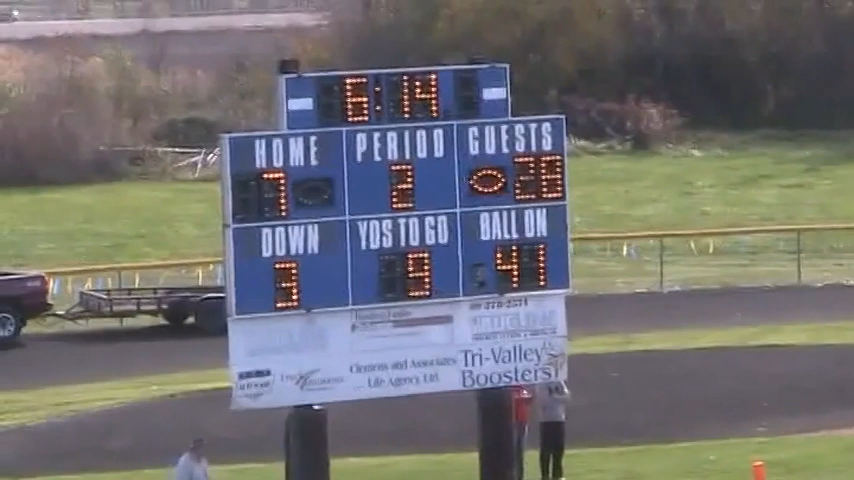 6:14
HOME PERIOD GUESTS
7 2 28
DOWN YDS TO GO BALL ON
3 9 41
Clemens and Associates
Life Agency Ltd
Tri-Valley
Boosters